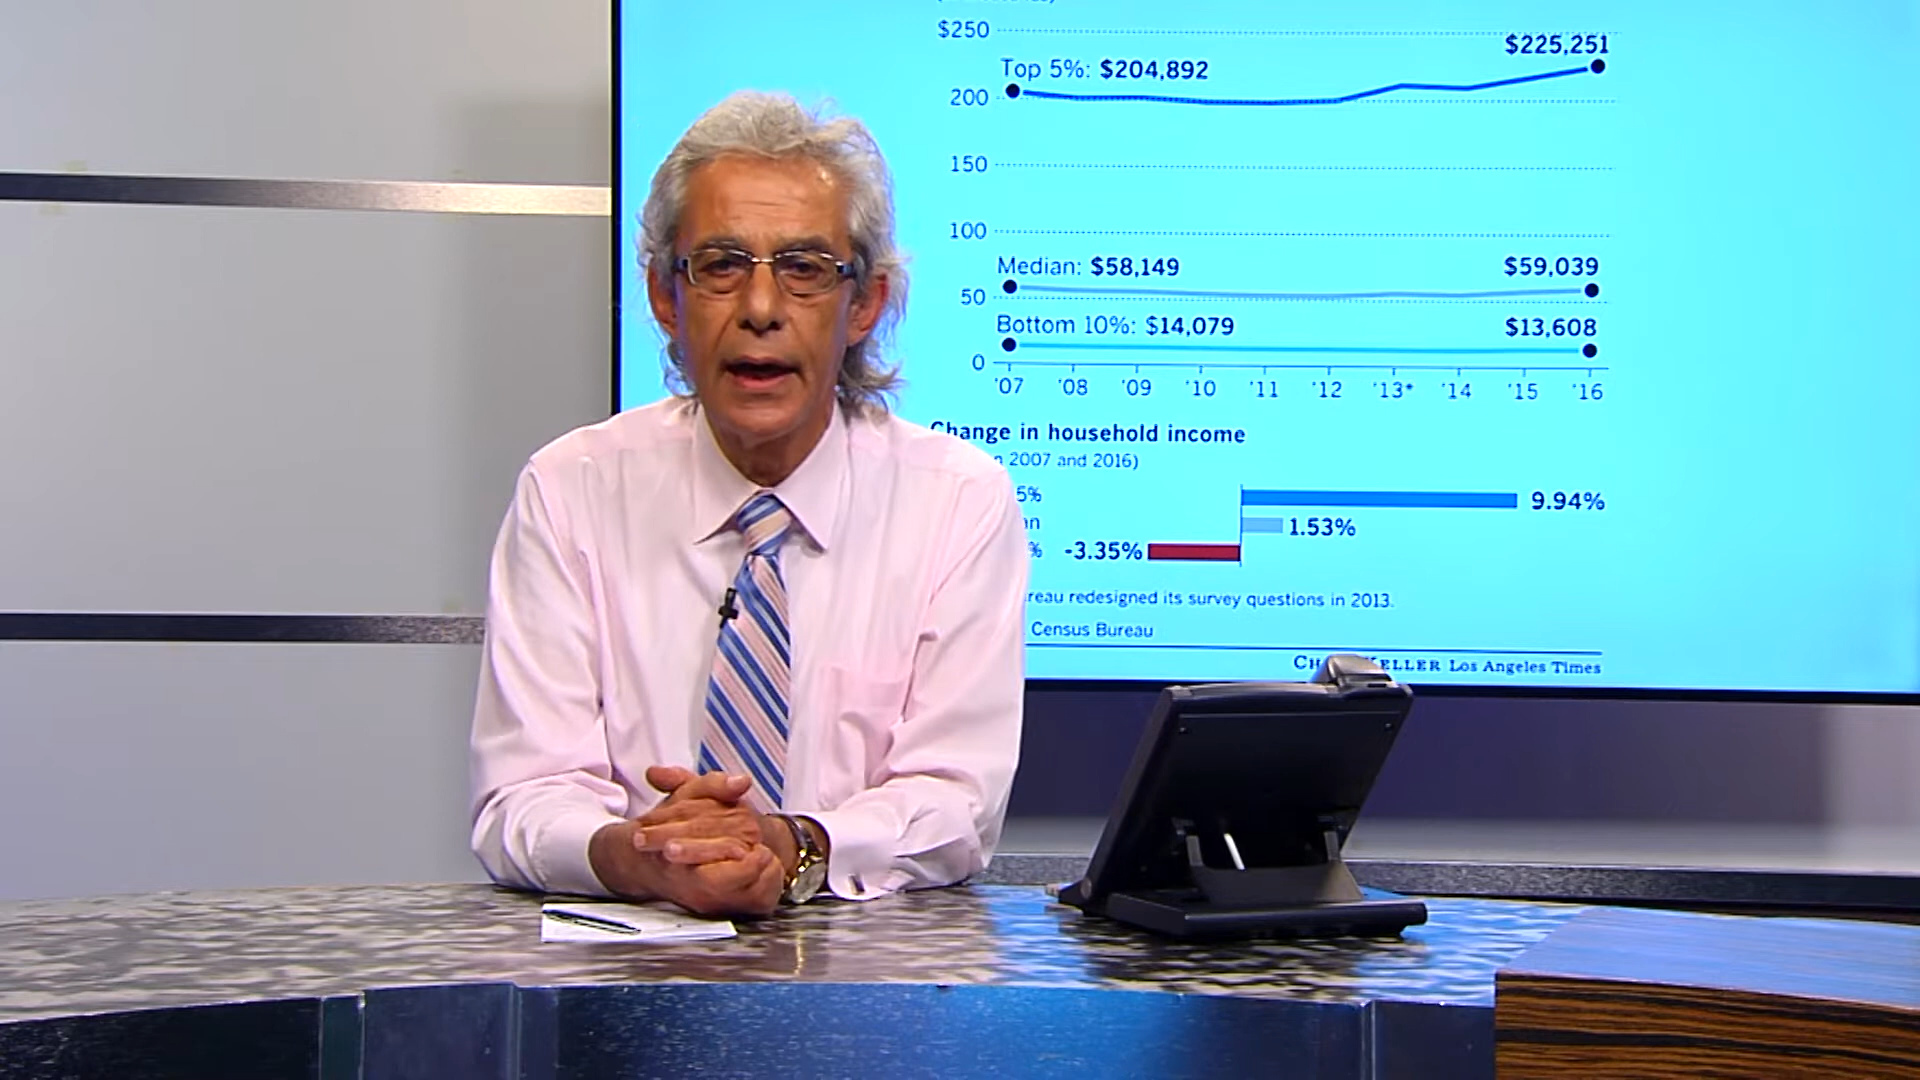 $250
$225,251
Top 5%: $204,892
200
150
100
Median: $58,149
$59,039
50
Bottom 10%: $14,079
$13,608
0
'07 '08 '09 '10 '11 '12 '13* '14 '15 '16
Change in household income
2007 and 2016)
5%
9.94%
1.53%
% -3.35%
redesigned its survey questions in 2013.
Census Bureau
Los Angeles Times